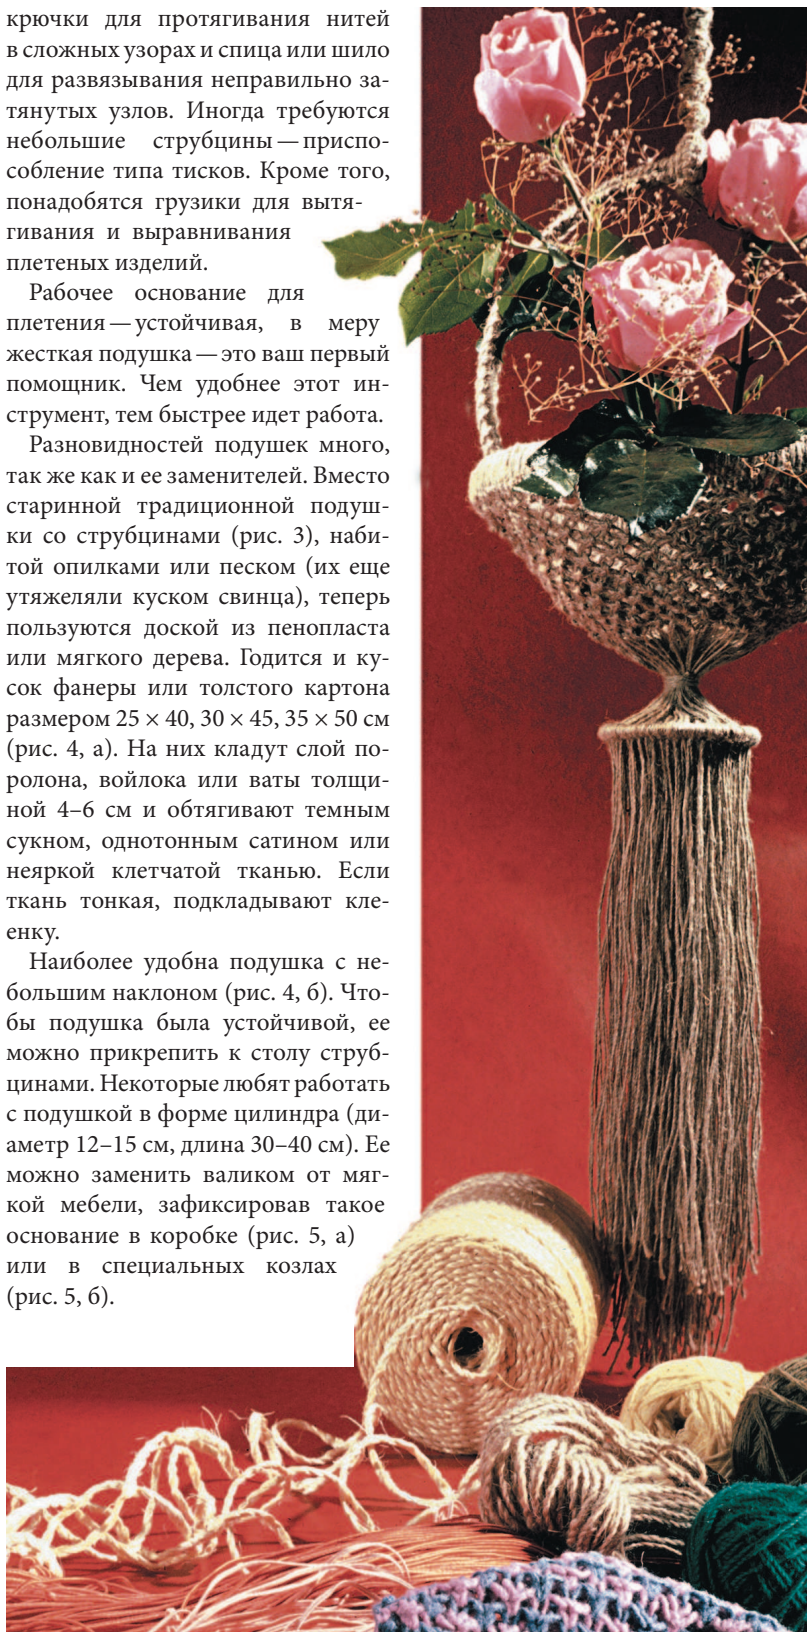 крючки для протягивания нитей
в сложных узорах и спица или шило
для развязывания неправильно за-
тянутых узлов. Иногда требуются
небольшие струбцины — приспо-
собление типа тисков. Кроме того,
понадобятся грузики для вытя-
гивания и выравнивания
плетеных изделий.
Рабочее основание для
плетения — устойчивая, в меру
жесткая подушка — это ваш первый
помощник. Чем удобнее этот ин-
струмент, тем быстрее идет работа.
Разновидностей подушек много,
так же как и ее заменителей. Вместо
старинной традиционной подуш-
ки со струбцинами (рис. 3), наби-
той опилками или песком (их еще
утяжеляли куском свинца), теперь
пользуются доской из пенопласта
или мягкого дерева. Годится и ку-
сок фанеры или толстого картона
размером 25 × 40, 30 × 45, 35 × 50 см
(рис. 4, а). На них кладут слой по-
ролона, войлока или ваты толщи-
ной 4–6 см и обтягивают темным
сукном, однотонным сатином или
неяркой клетчатой тканью. Если
ткань тонкая, подкладывают кле-
енку.
Наиболее удобна подушка с не-
большим наклоном (рис. 4, б). Что-
бы подушка была устойчивой, ее
можно прикрепить к столу струб-
цинами. Некоторые любят работать
с подушкой в форме цилиндра (ди-
аметр 12–15 см, длина 30–40 см). Ее
можно заменить валиком от мяг-
кой мебели, зафиксировав такое
основание в коробке (рис. 5, а)
или в специальных козлах
(рис. 5, б).